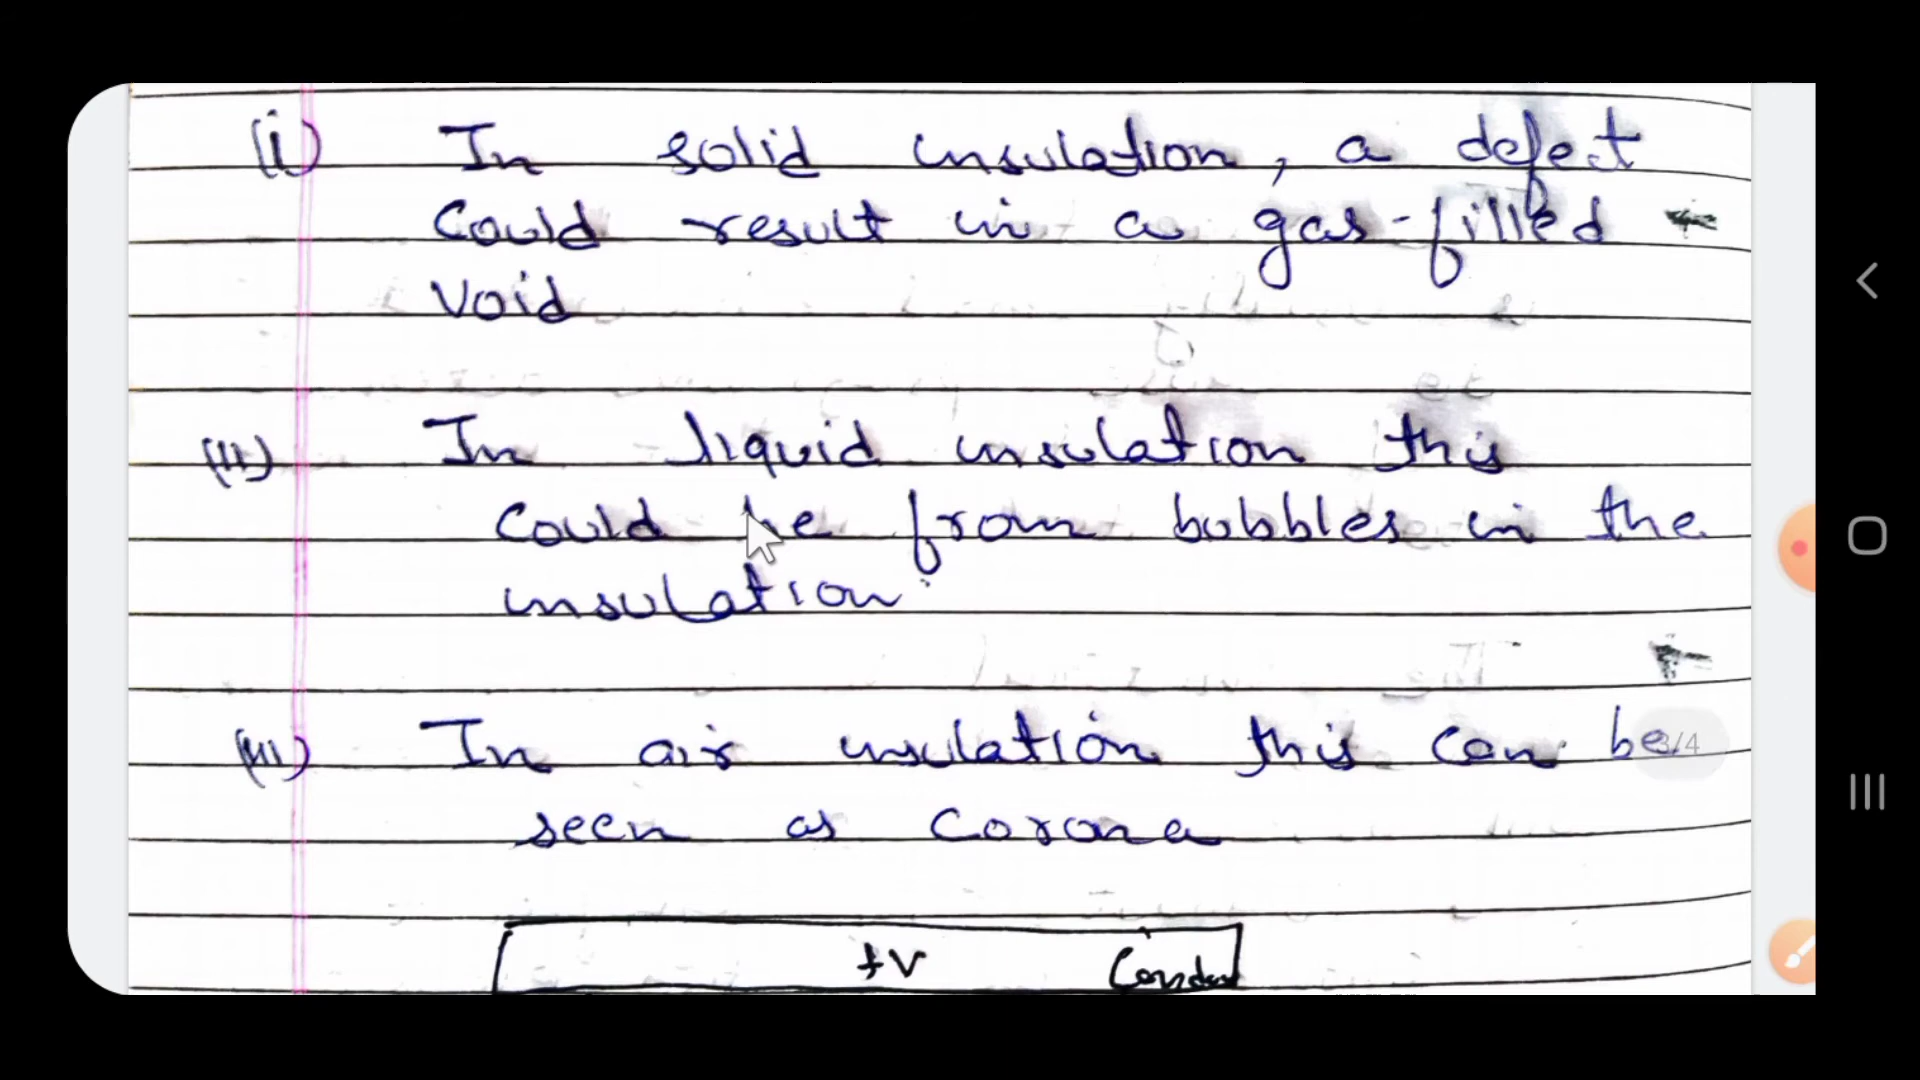 (i) In solid insulation, a defect
Could result in a gas-filled
Void
(ii) In liquid insulation this
Could be from bubbles in the
insulation.
(iii) In air insulation this can be
seen as Corona
3/4
+V